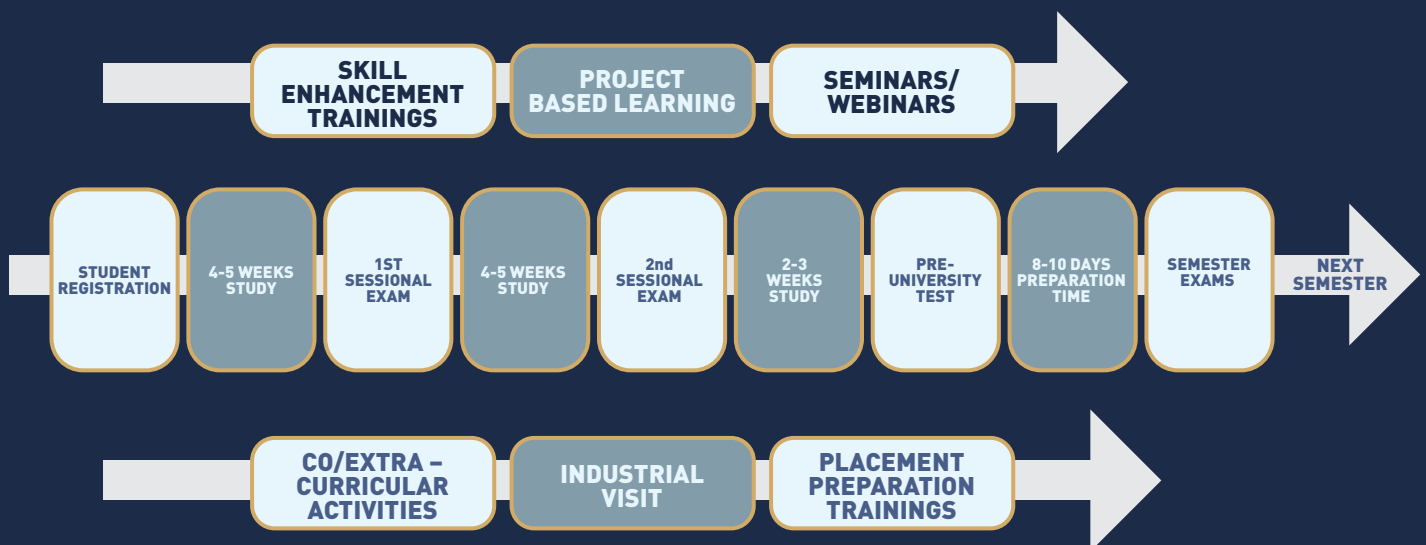 SKILL
ENHANCEMENT
TRAININGS
PROJECT
BASED LEARNING
SEMINARS/
WEBINARS
STUDENT
REGISTRATION
4-5 WEEKS
STUDY
1ST
SESSIONAL
EXAM
4-5 WEEKS
STUDY
2nd
SESSIONAL
EXAM
2-3
WEEKS
STUDY
PRE-
UNIVERSITY
TEST
8-10 DAYS
PREPARATION
TIME
SEMESTER
EXAMS
NEXT
SEMESTER
CO/EXTRA –
CURRICULAR
ACTIVITIES
INDUSTRIAL
VISIT
PLACEMENT
PREPARATION
TRAININGS